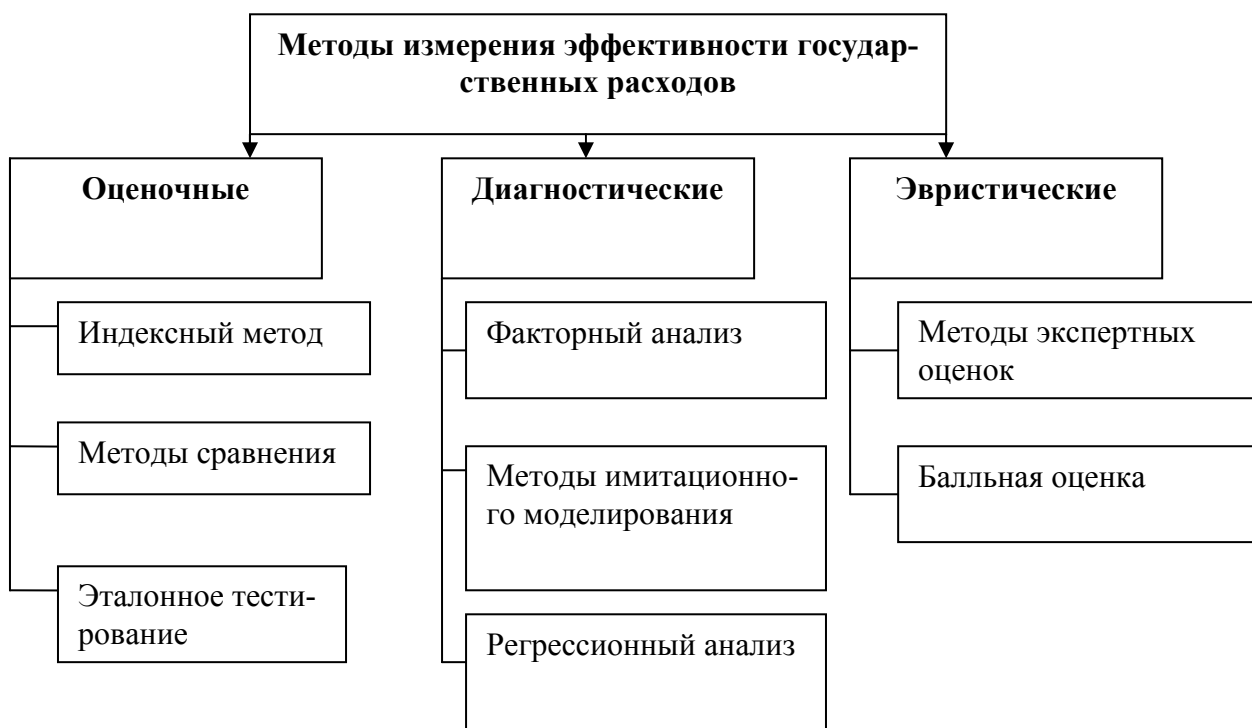 Методы измерения эффективности государ-
ственных расходов
Оценочные
Диагностические
Эвристические
Индексный метод
Методы сравнения
Эталонное тести-
рование
Факторный анализ
Методы имитационно-
го моделирования
Регрессионный анализ
Методы экспертных
оценок
Балльная оценка